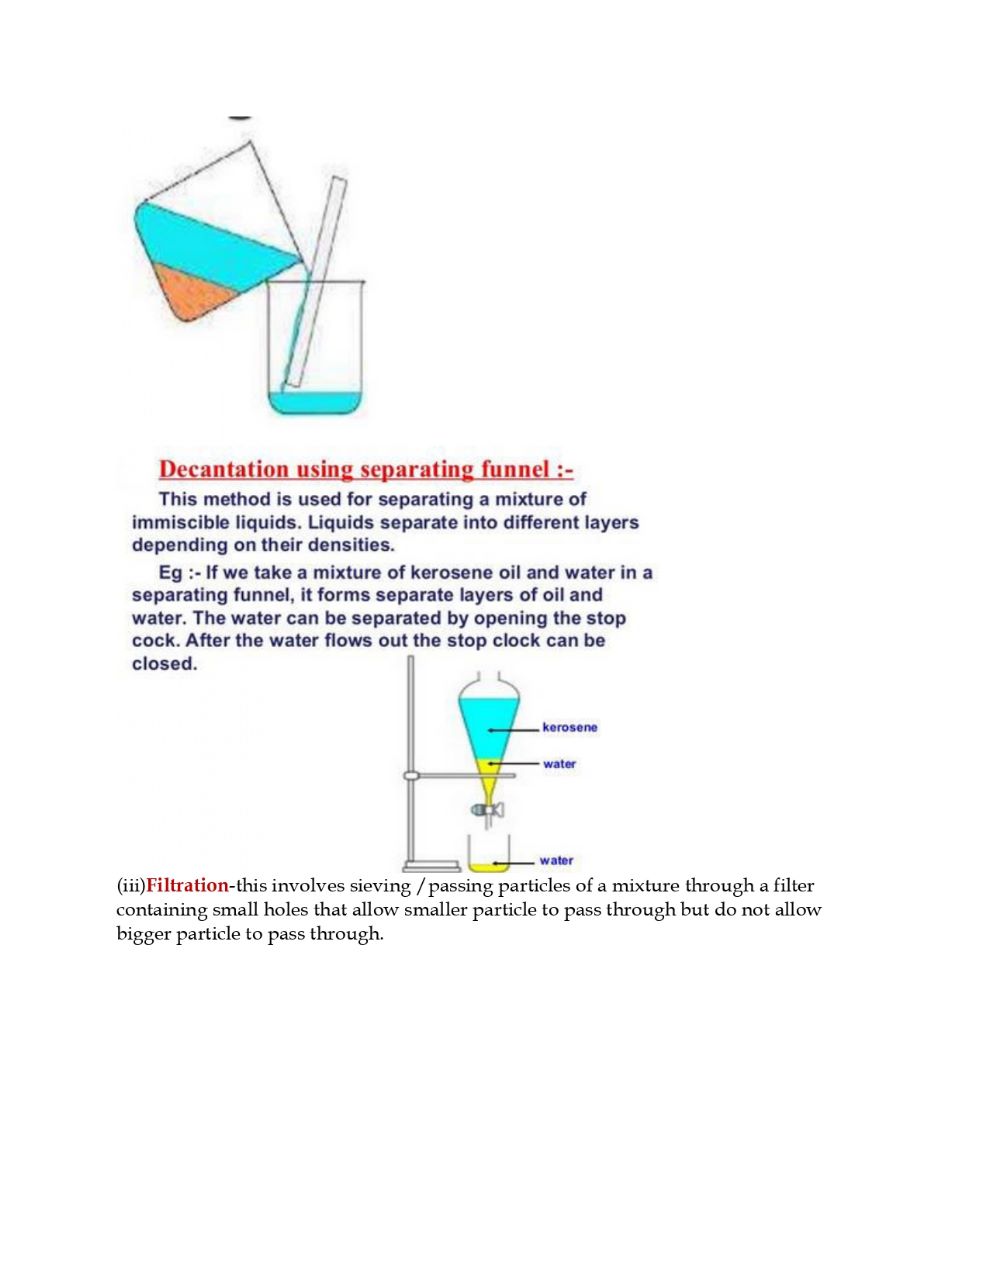 Decantation using separating funnel :-
This method is used for separating a mixture of
immiscible liquids. Liquids separate into different layers
depending on their densities.
Eg :- If we take a mixture of kerosene oil and water in a
separating funnel, it forms separate layers of oil and
water. The water can be separated by opening the stop
cock. After the water flows out the stop clock can be
closed.
kerosene
water
water
(iii)Filtration-this involves sieving /passing particles of a mixture through a filter
containing small holes that allow smaller particle to pass through but do not allow
bigger particle to pass through.